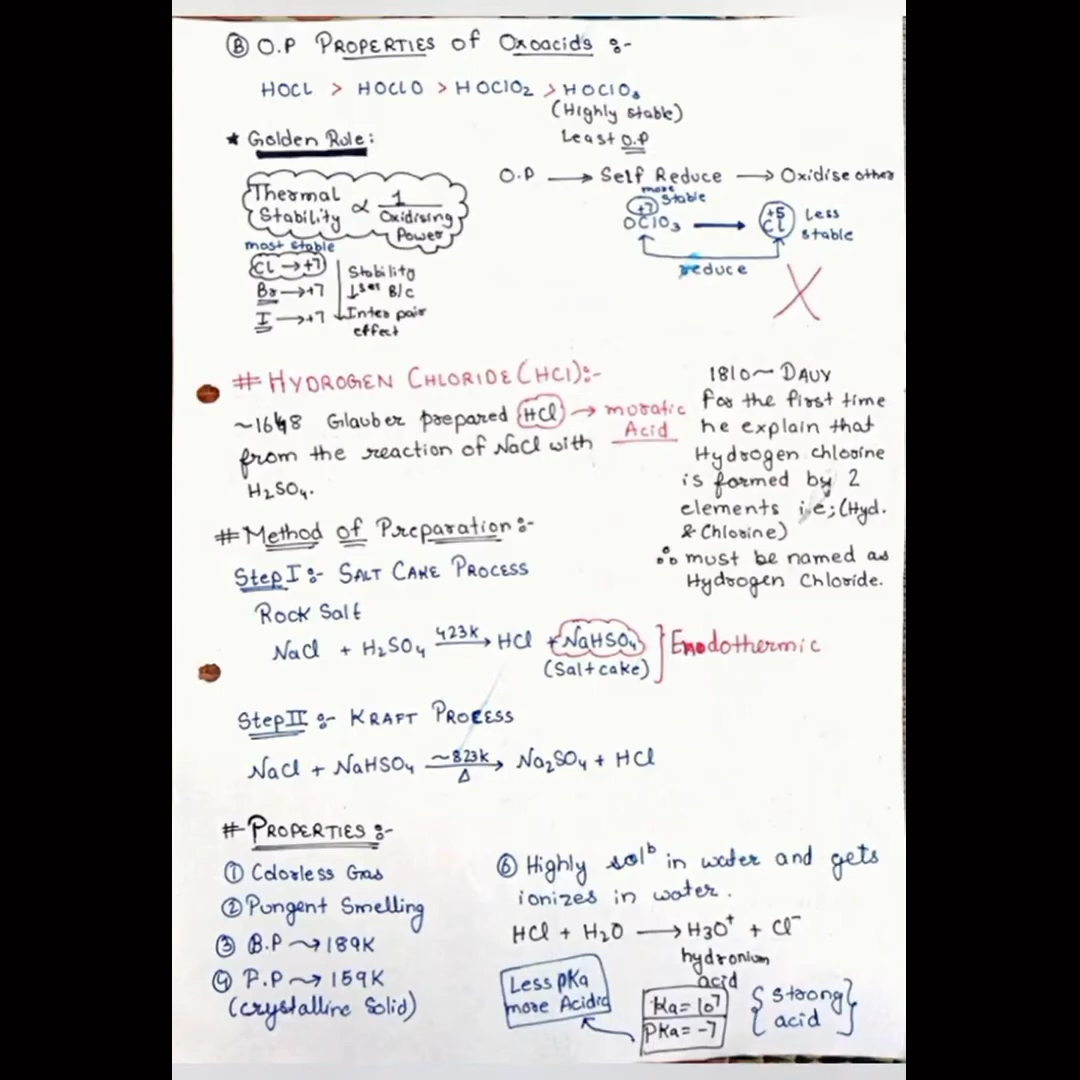 Ⓑ O.P PROPERTIES of Oxoacids :-
HOCL > HOCLO > HOClO₂ > HOClO₃
(Highly stable)
Least O.P
★ Golden Rule:
Thermal Stability ∝ 1/Oxidising Power
most stable
Cl → +7
Br → +7
I → +7
Stability
↓ses B/c
Inter pair
effect
O.P → Self Reduce → Oxidise other
more stable
+7
OClO₃ → +5 Cl Less stable
reduce
X
# HYDROGEN CHLORIDE (HCl):-
~1648 Glauber prepared HCl → moratic Acid
from the reaction of NaCl with
H₂SO₄.
1810~ DAVY
for the first time
he explain that
Hydrogen chlorine
is formed by 2
elements i.e; (Hyd.
& Chlorine)
∴ must be named as
Hydrogen Chloride.
# Method of Preparation:-
Step I :- SALT CAKE PROCESS
Rock Salt
NaCl + H₂SO₄ —423K→ HCl + NaHSO₄ } Endothermic
(Salt cake)
Step II :- KRAFT PROCESS
NaCl + NaHSO₄ —~823K Δ→ Na₂SO₄ + HCl
# PROPERTIES :-
① Colorless Gas
② Pungent Smelling
③ B.P ~> 189K
④ F.P ~> 159K
(crystalline Solid)
⑥ Highly solᵇ in water and gets
ionizes in water.
HCl + H₂O → H3O⁺ + Cl⁻
hydronium
acid
Less pKa
more Acidic
Ka = 10⁷
PKa = -7
{ Strong acid }